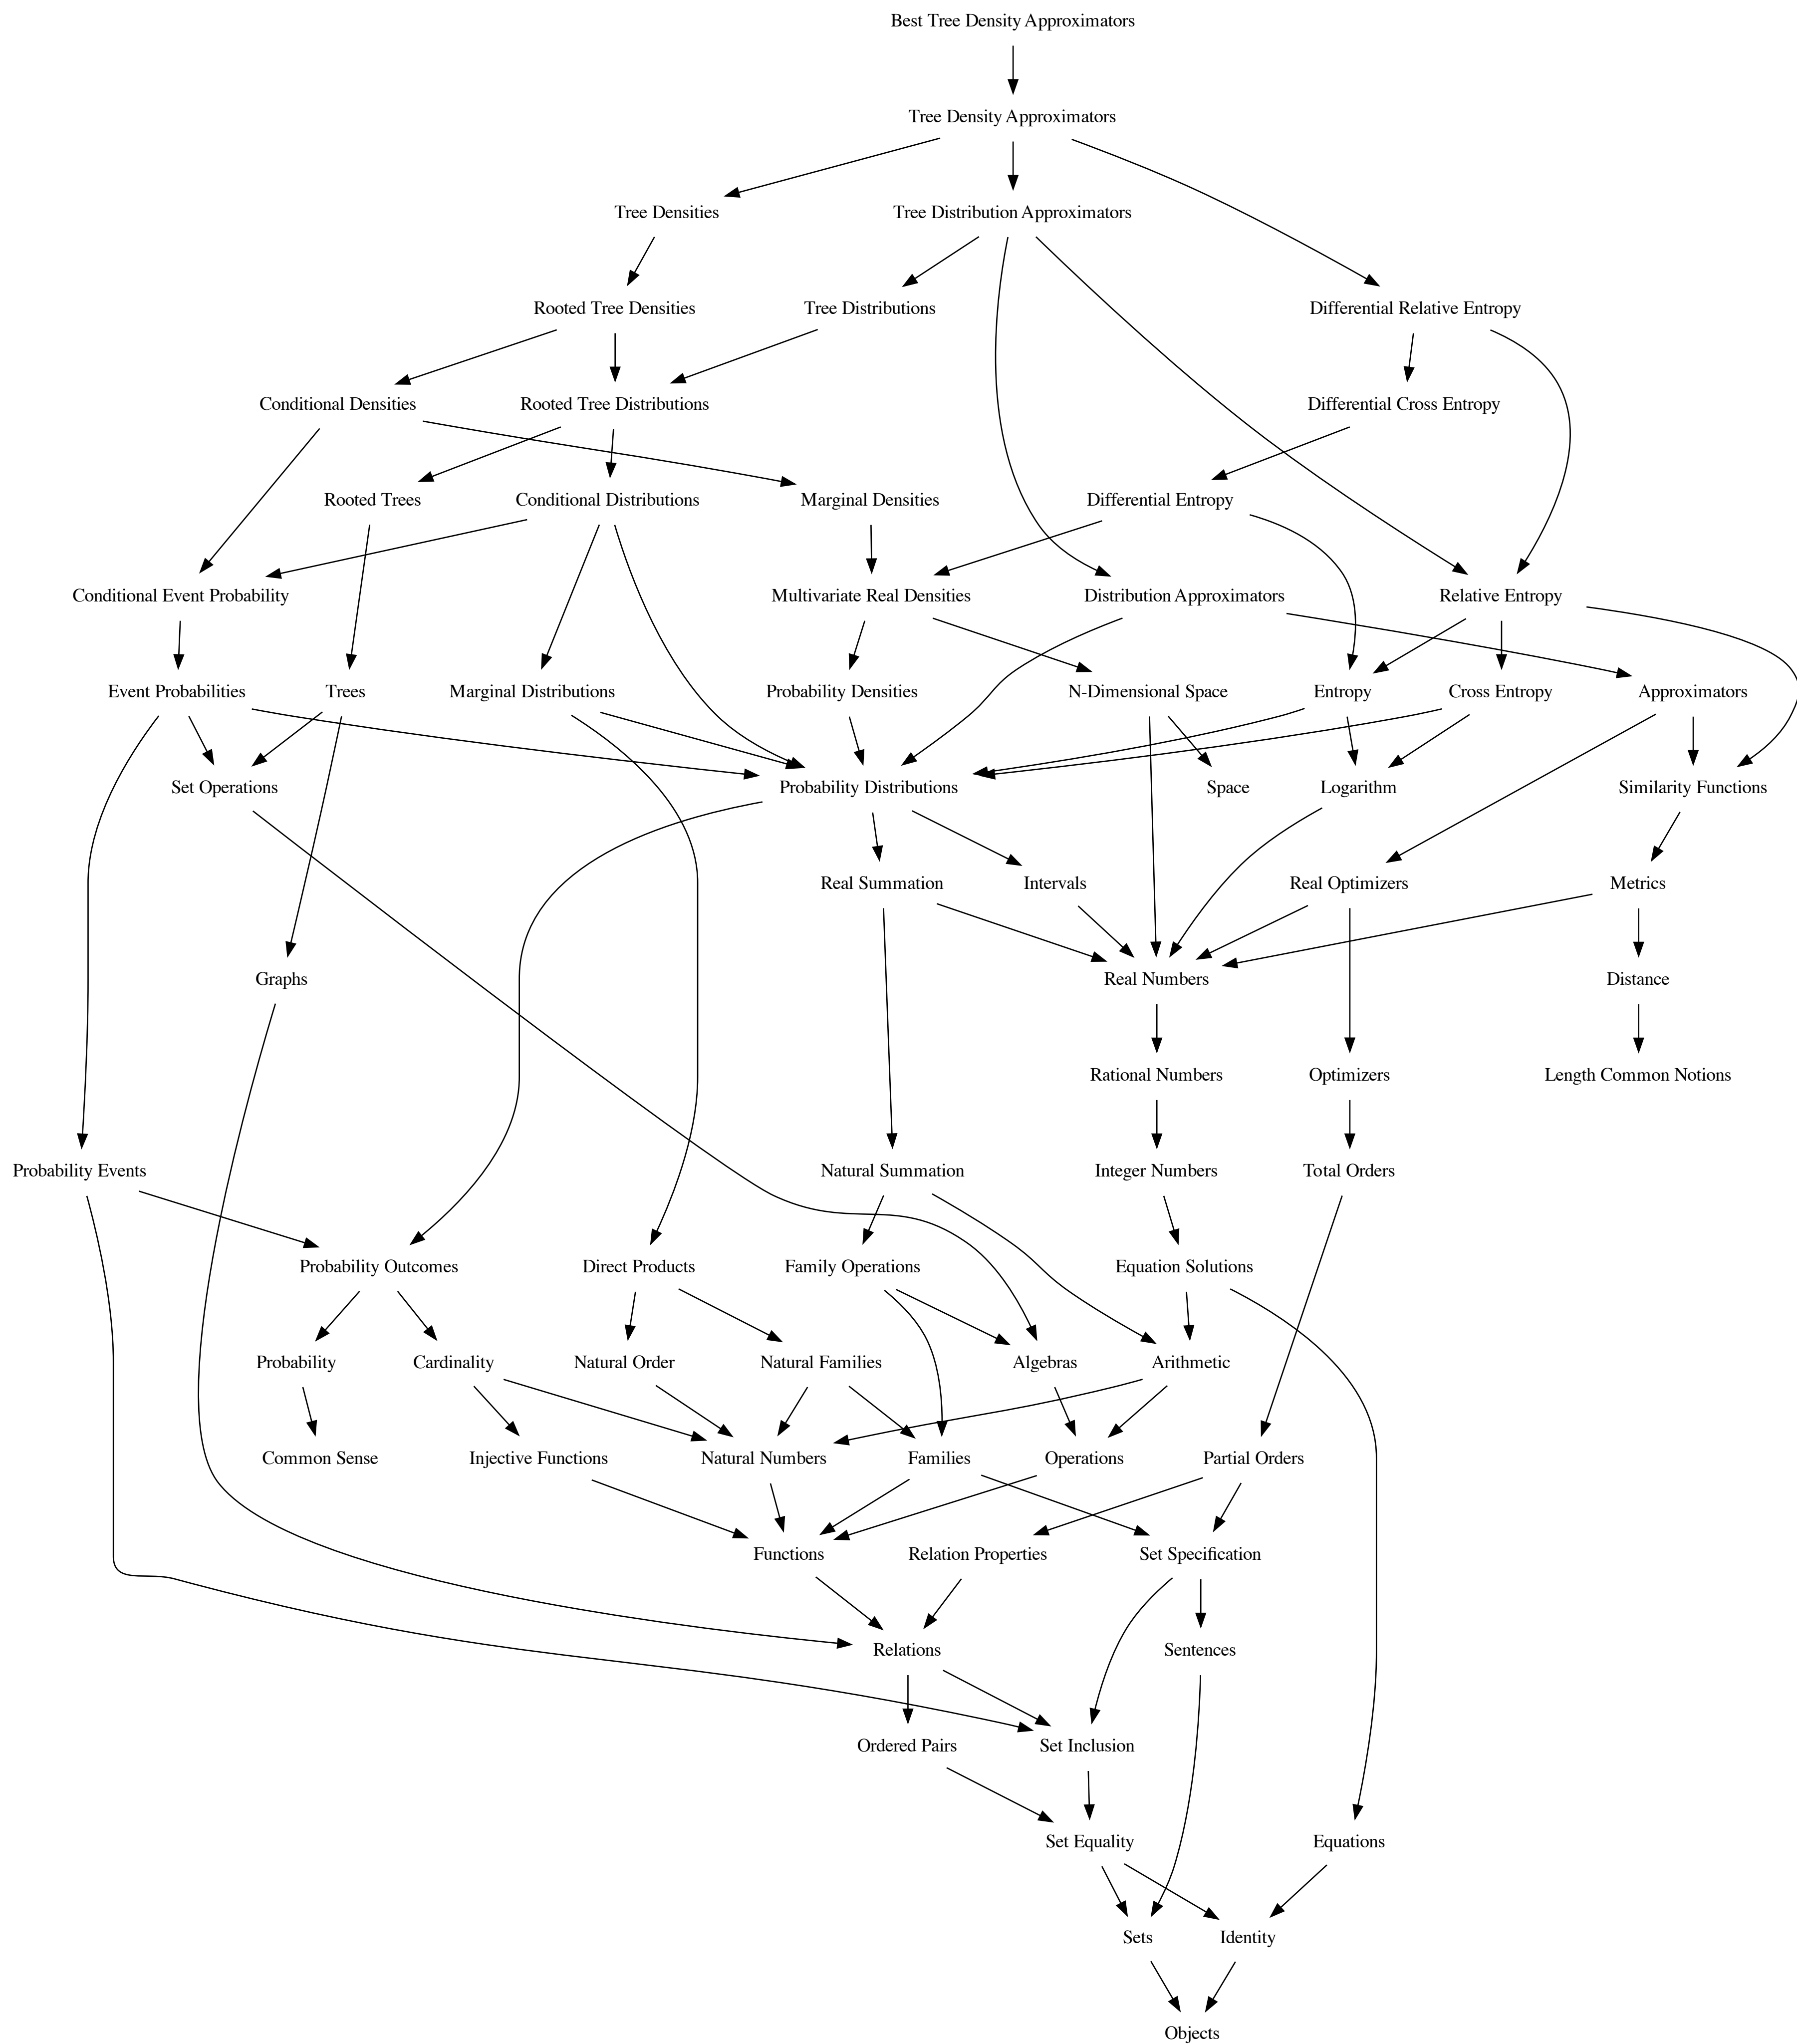 Best Tree Density Approximators
Tree Density Approximators
Tree Densities
Tree Distribution Approximators
Rooted Tree Densities
Tree Distributions
Differential Relative Entropy
Conditional Densities
Rooted Tree Distributions
Differential Cross Entropy
Rooted Trees
Conditional Distributions
Marginal Densities
Differential Entropy
Conditional Event Probability
Multivariate Real Densities
Distribution Approximators
Relative Entropy
Event Probabilities
Trees
Marginal Distributions
Probability Densities
N-Dimensional Space
Entropy
Cross Entropy
Approximators
Set Operations
Probability Distributions
Space
Logarithm
Similarity Functions
Real Summation
Intervals
Real Optimizers
Metrics
Graphs
Real Numbers
Distance
Rational Numbers
Optimizers
Length Common Notions
Probability Events
Natural Summation
Integer Numbers
Total Orders
Probability Outcomes
Direct Products
Family Operations
Equation Solutions
Probability
Cardinality
Natural Order
Natural Families
Algebras
Arithmetic
Common Sense
Injective Functions
Natural Numbers
Families
Operations
Partial Orders
Functions
Relation Properties
Set Specification
Relations
Sentences
Ordered Pairs
Set Inclusion
Set Equality
Equations
Sets
Identity
Objects